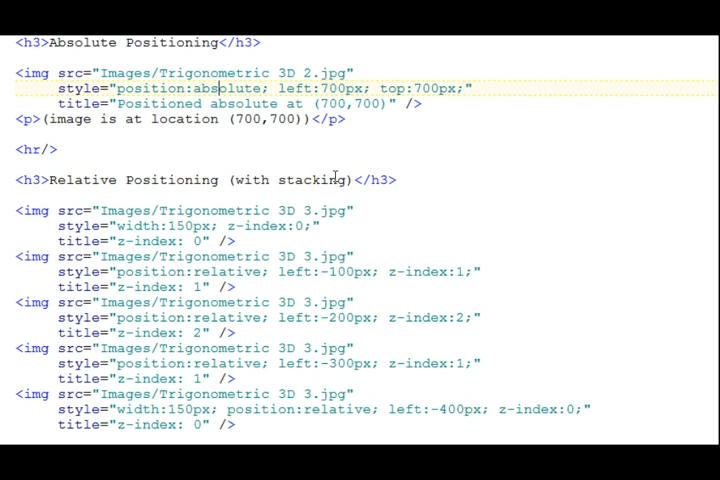 <h3>Absolute Positioning</h3>
<img src="Images/Trigonometric 3D 2.jpg"
style="position:absolute; left:700px; top:700px;"
title="Positioned absolute at (700,700)" />
<p>(image is at location (700,700))</p>
<hr/>
<h3>Relative Positioning (with stacking)</h3>
<img src="Images/Trigonometric 3D 3.jpg"
style="width:150px; z-index:0;"
title="z-index: 0" />
<img src="Images/Trigonometric 3D 3.jpg"
style="position:relative; left:-100px; z-index:1;"
title="z-index: 1" />
<img src="Images/Trigonometric 3D 3.jpg"
style="position:relative; left:-200px; z-index:2;"
title="z-index: 2" />
<img src="Images/Trigonometric 3D 3.jpg"
style="position:relative; left:-300px; z-index:1;"
title="z-index: 1" />
<img src="Images/Trigonometric 3D 3.jpg"
style="width:150px; position:relative; left:-400px; z-index:0;"
title="z-index: 0" />